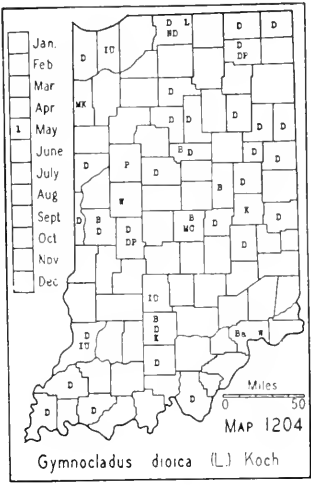 Jan.
Feb
Mar
Apr
1 May
June
July
Aug
Sept
Oct
Nov
Dec
D L D D
ND
D IU D
DP
D
MK
D D D D
B D D
D P D D
B
W K
D B B D D
D MC
D D
DP
IU
B
D
K
D Ba W
IU
D
D
D D D
Miles
0 50
MAP 1204
Gymnocladus dioica (L.) Koch